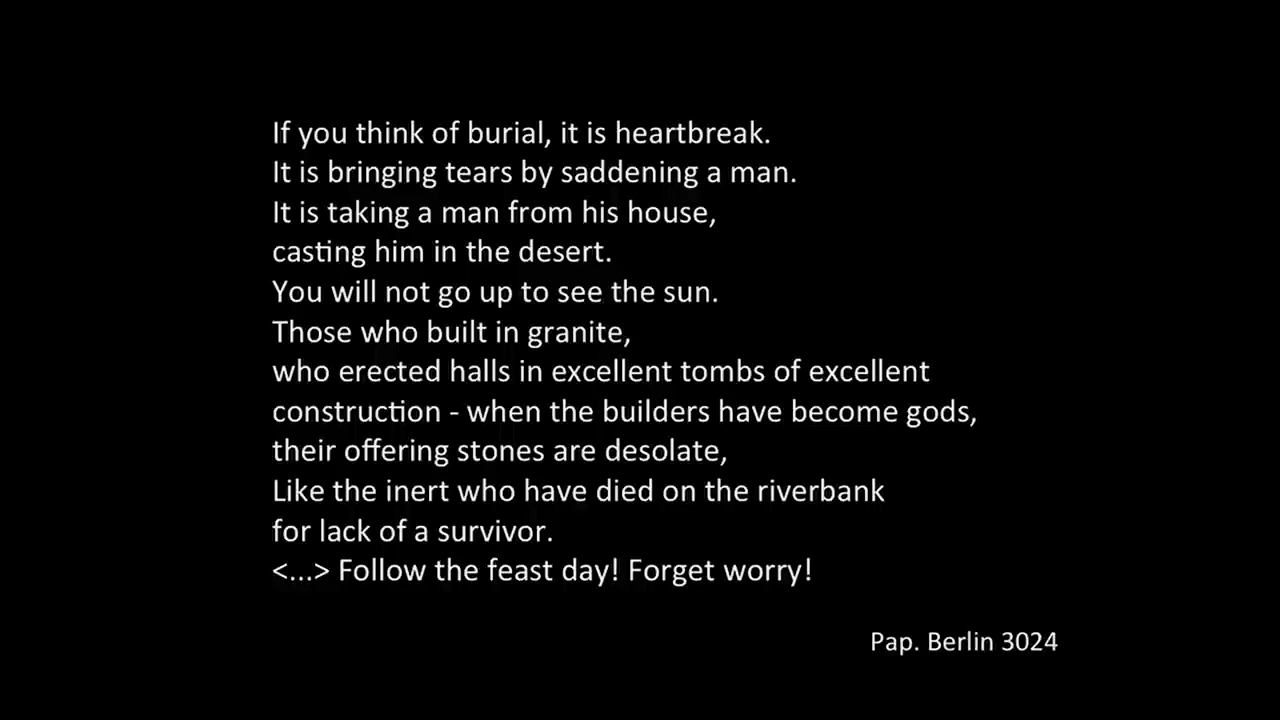 If you think of burial, it is heartbreak.
It is bringing tears by saddening a man.
It is taking a man from his house,
casting him in the desert.
You will not go up to see the sun.
Those who built in granite,
who erected halls in excellent tombs of excellent
construction - when the builders have become gods,
their offering stones are desolate,
Like the inert who have died on the riverbank
for lack of a survivor.
<...> Follow the feast day! Forget worry!
Pap. Berlin 3024